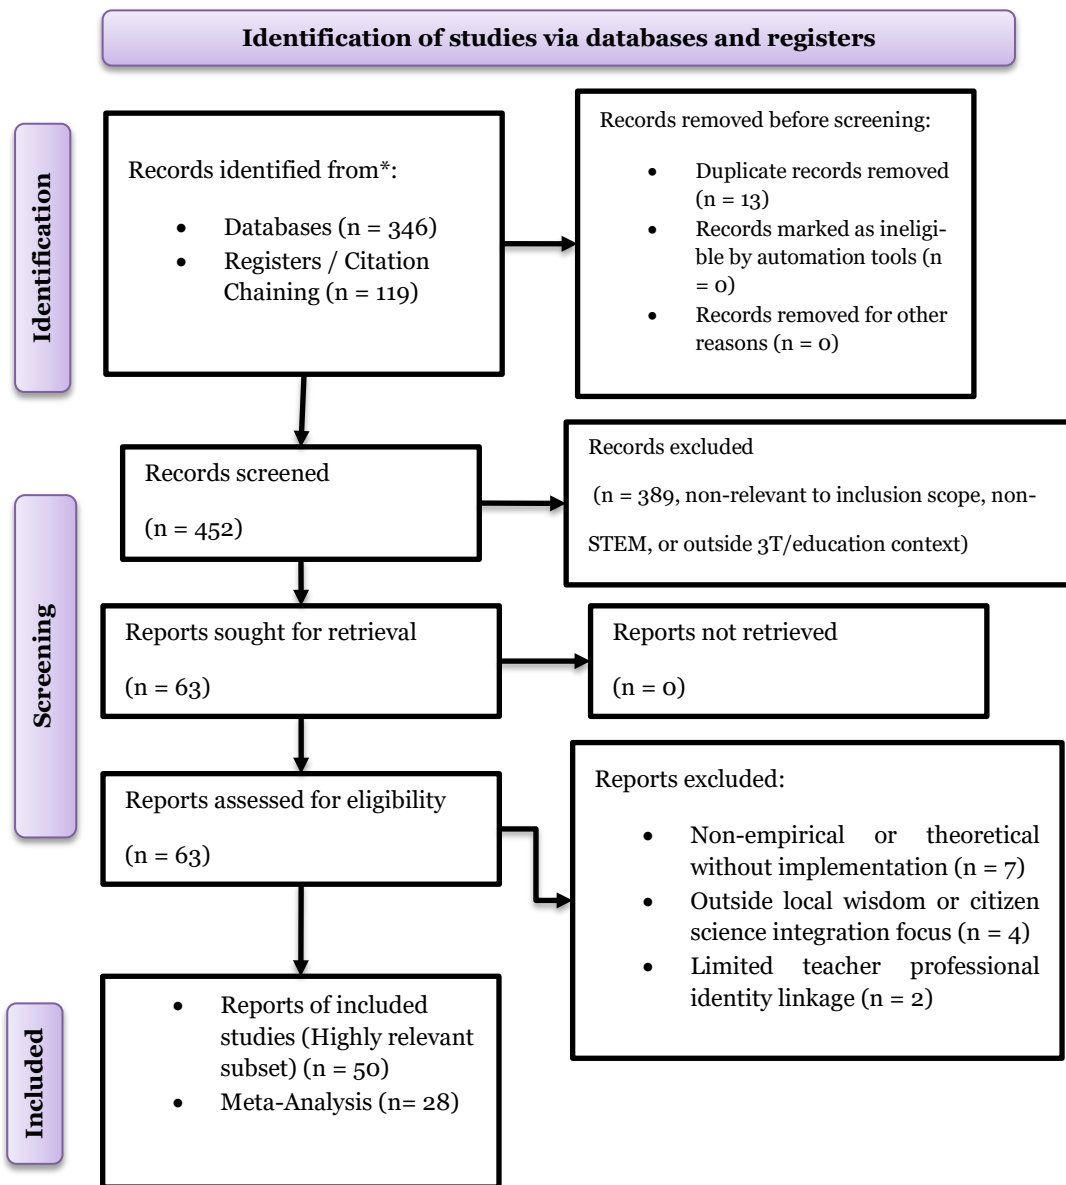 Identification of studies via databases and registers
Identification
Records identified from*:
• Databases (n = 346)
• Registers / Citation
Chaining (n = 119)
Records removed before screening:
• Duplicate records removed
(n = 13)
• Records marked as ineligi-
ble by automation tools (n
= 0)
• Records removed for other
reasons (n = 0)
Screening
Records screened
(n = 452)
Records excluded
(n = 389, non-relevant to inclusion scope, non-
STEM, or outside 3T/education context)
Reports sought for retrieval
(n = 63)
Reports not retrieved
(n = 0)
Reports assessed for eligibility
(n = 63)
Reports excluded:
• Non-empirical or theoretical
without implementation (n = 7)
• Outside local wisdom or citizen
science integration focus (n = 4)
• Limited teacher professional
identity linkage (n = 2)
Included
• Reports of included
studies (Highly relevant
subset) (n = 50)
• Meta-Analysis (n= 28)